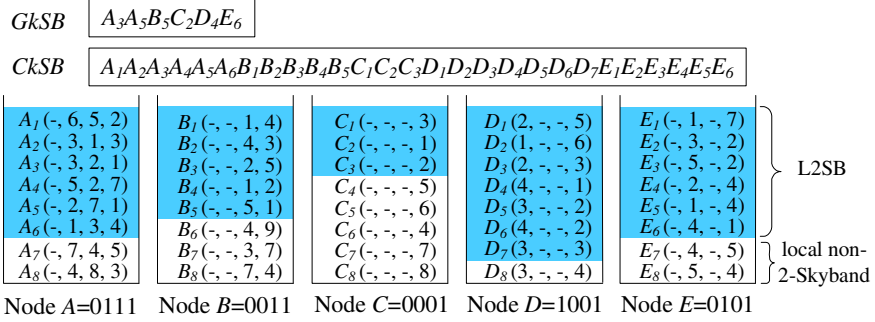 GkSB A3A5B5C2D4E6
CkSB A1A2A3A4A5A6B1B2B3B4B5C1C2C3D1D2D3D4D5D6D7E1E2E3E4E5E6
A1(-, 6, 5, 2) B1(-, -, 1, 4) C1(-, -, -, 3) D1(2, -, -, 5) E1(-, 1, -, 7)
A2(-, 3, 1, 3) B2(-, -, 4, 3) C2(-, -, -, 1) D2(1, -, -, 6) E2(-, 3, -, 2)
A3(-, 3, 2, 1) B3(-, -, 2, 5) C3(-, -, -, 2) D3(2, -, -, 3) E3(-, 5, -, 2)
A4(-, 5, 2, 7) B4(-, -, 1, 2) C4(-, -, -, 5) D4(4, -, -, 1) E4(-, 2, -, 4)
L2SB
A5(-, 2, 7, 1) B5(-, -, 5, 1) C5(-, -, -, 6) D5(3, -, -, 2) E5(-, 1, -, 4)
A6(-, 1, 3, 4) B6(-, -, 4, 9) C6(-, -, -, 4) D6(4, -, -, 2) E6(-, 4, -, 1)
A7(-, 7, 4, 5) B7(-, -, 3, 7) C7(-, -, -, 7) D7(3, -, -, 3) E7(-, 4, -, 5) local non-
A8(-, 4, 8, 3) B8(-, -, 7, 4) C8(-, -, -, 8) D8(3, -, -, 4) E8(-, 5, -, 4) 2-Skyband
Node A=0111 Node B=0011 Node C=0001 Node D=1001 Node E=0101